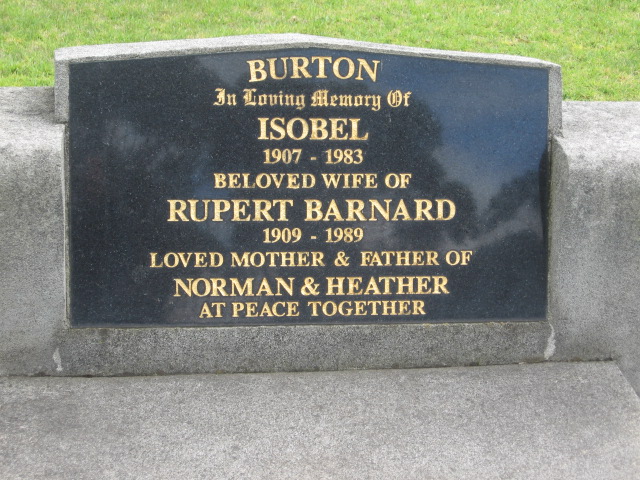 BURTON
In Loving Memory Of
ISOBEL
1907 - 1983
BELOVED WIFE OF
RUPERT BARNARD
1909 - 1989
LOVED MOTHER & FATHER OF
NORMAN & HEATHER
AT PEACE TOGETHER